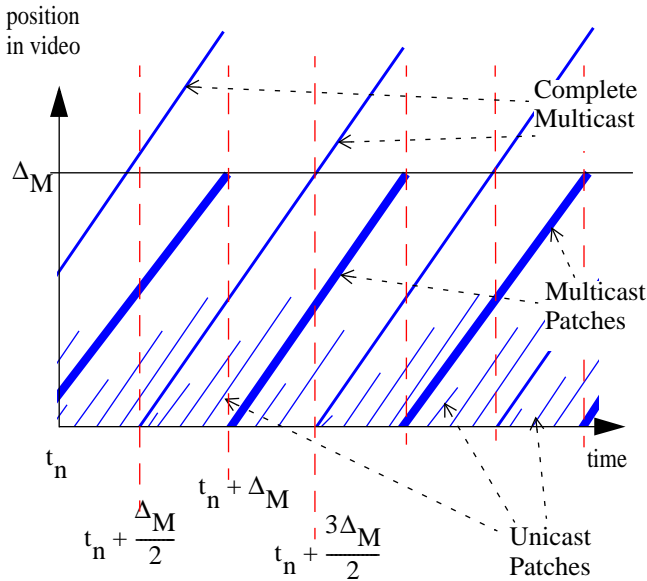 position
in video
Complete
Multicast
Δ_M
Multicast
Patches
t_n
time
t_n + Δ_M
t_n + Δ_M/2
t_n + 3Δ_M/2
Unicast
Patches